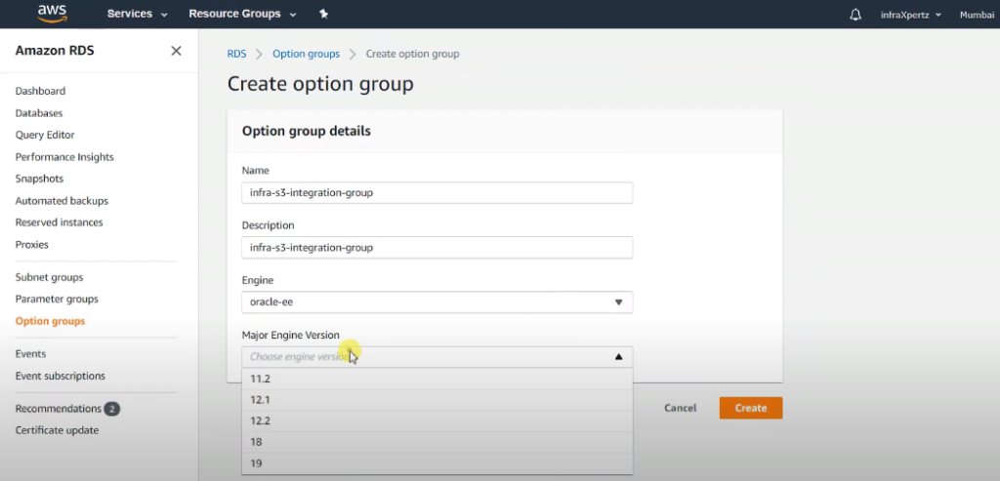 aws
Services
Resource Groups
infraXpertz
Mumbai
Amazon RDS
Dashboard
Databases
Query Editor
Performance Insights
Snapshots
Automated backups
Reserved instances
Proxies
Subnet groups
Parameter groups
Option groups
Events
Event subscriptions
Recommendations 2
Certificate update
RDS > Option groups > Create option group
Create option group
Option group details
Name
infra-s3-integration-group
Description
infra-s3-integration-group
Engine
oracle-ee
Major Engine Version
Choose engine version
11.2
12.1
12.2
18
19
Cancel
Create